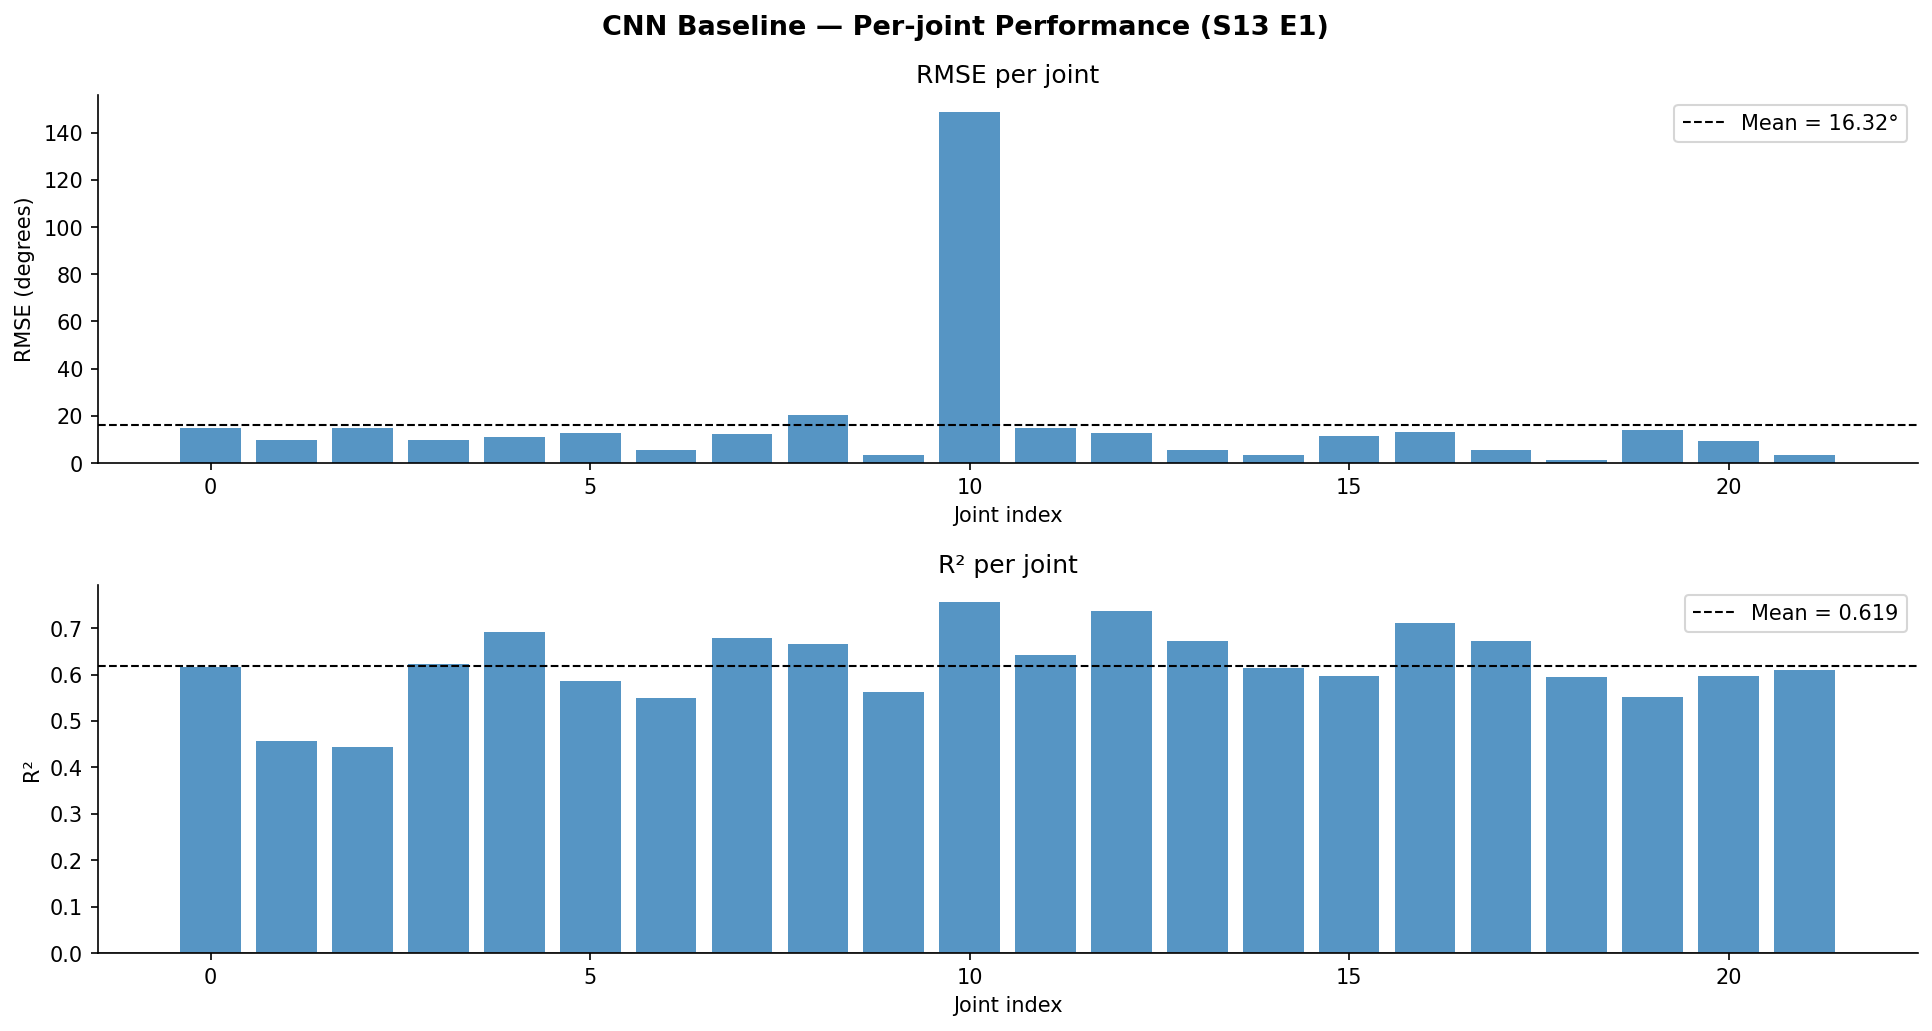 CNN Baseline — Per-joint Performance (S13 E1)
RMSE per joint
Mean = 16.32°
RMSE (degrees)
140
120
100
80
60
40
20
0
0 5 10 15 20
Joint index
R² per joint
Mean = 0.619
R²
0.7
0.6
0.5
0.4
0.3
0.2
0.1
0.0
0 5 10 15 20
Joint index